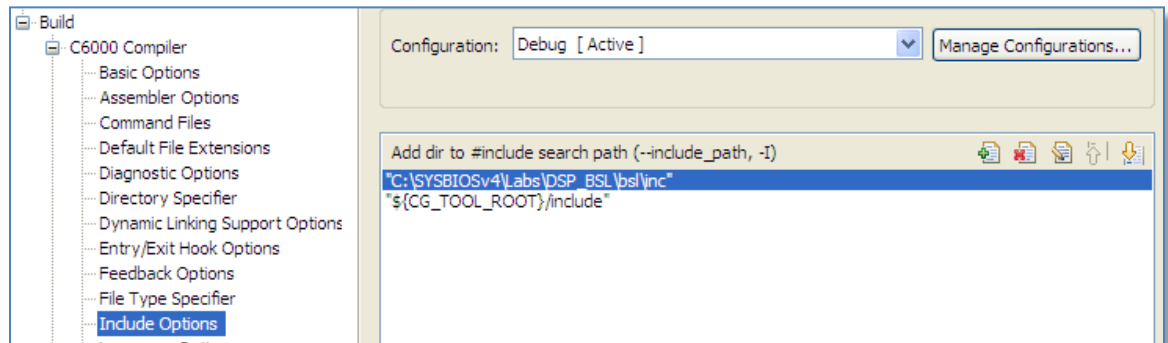 Build
C6000 Compiler
Basic Options
Assembler Options
Command Files
Default File Extensions
Diagnostic Options
Directory Specifier
Dynamic Linking Support Options
Entry/Exit Hook Options
Feedback Options
File Type Specifier
Include Options
Configuration: Debug [ Active ] Manage Configurations...
Add dir to #include search path (--include_path, -I)
"C:\SYSBIOSv4\Labs\DSP_BSL\bsl\inc"
"${CG_TOOL_ROOT}/include"